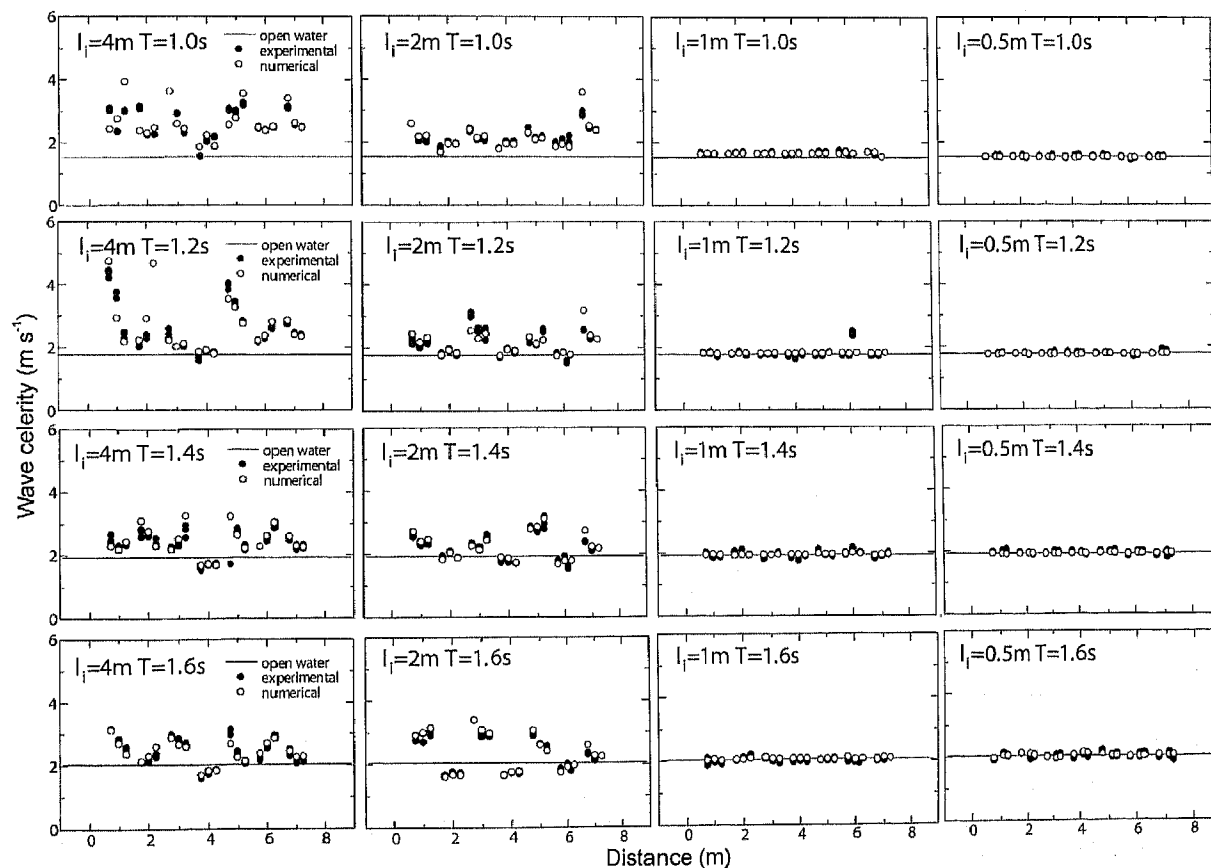 l_i=4m T=1.0s
open water
experimental
numerical
l_i=2m T=1.0s
l_i=1m T=1.0s
l_i=0.5m T=1.0s
6
4
2
0
l_i=4m T=1.2s
open water
experimental
numerical
l_i=2m T=1.2s
l_i=1m T=1.2s
l_i=0.5m T=1.2s
6
4
2
0
Wave celerity (m s⁻¹)
l_i=4m T=1.4s
open water
experimental
numerical
l_i=2m T=1.4s
l_i=1m T=1.4s
l_i=0.5m T=1.4s
6
4
2
0
l_i=4m T=1.6s
open water
experimental
numerical
l_i=2m T=1.6s
l_i=1m T=1.6s
l_i=0.5m T=1.6s
6
4
2
0
0 2 4 6 8 0 2 4 6 8 0 2 4 6 8 0 2 4 6 8
Distance (m)